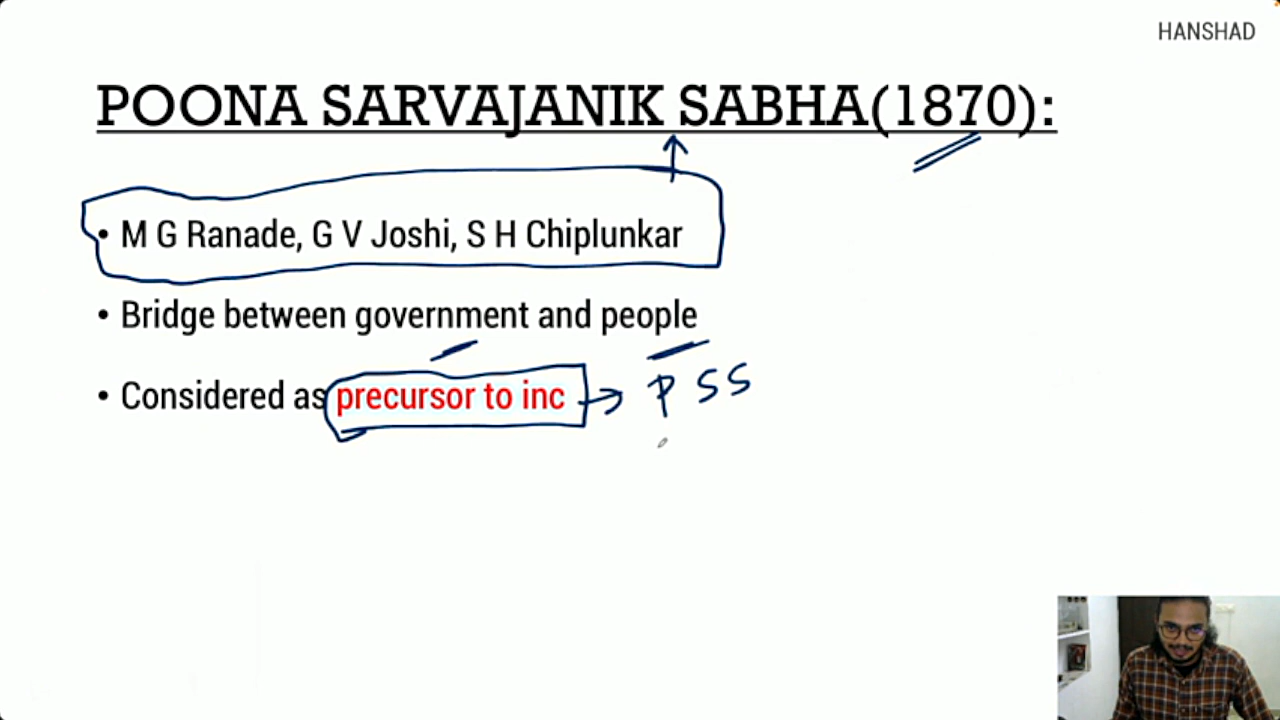 HANSHAD
POONA SARVAJANIK SABHA(1870):
• M G Ranade, G V Joshi, S H Chiplunkar
• Bridge between government and people
• Considered as precursor to inc → PSS